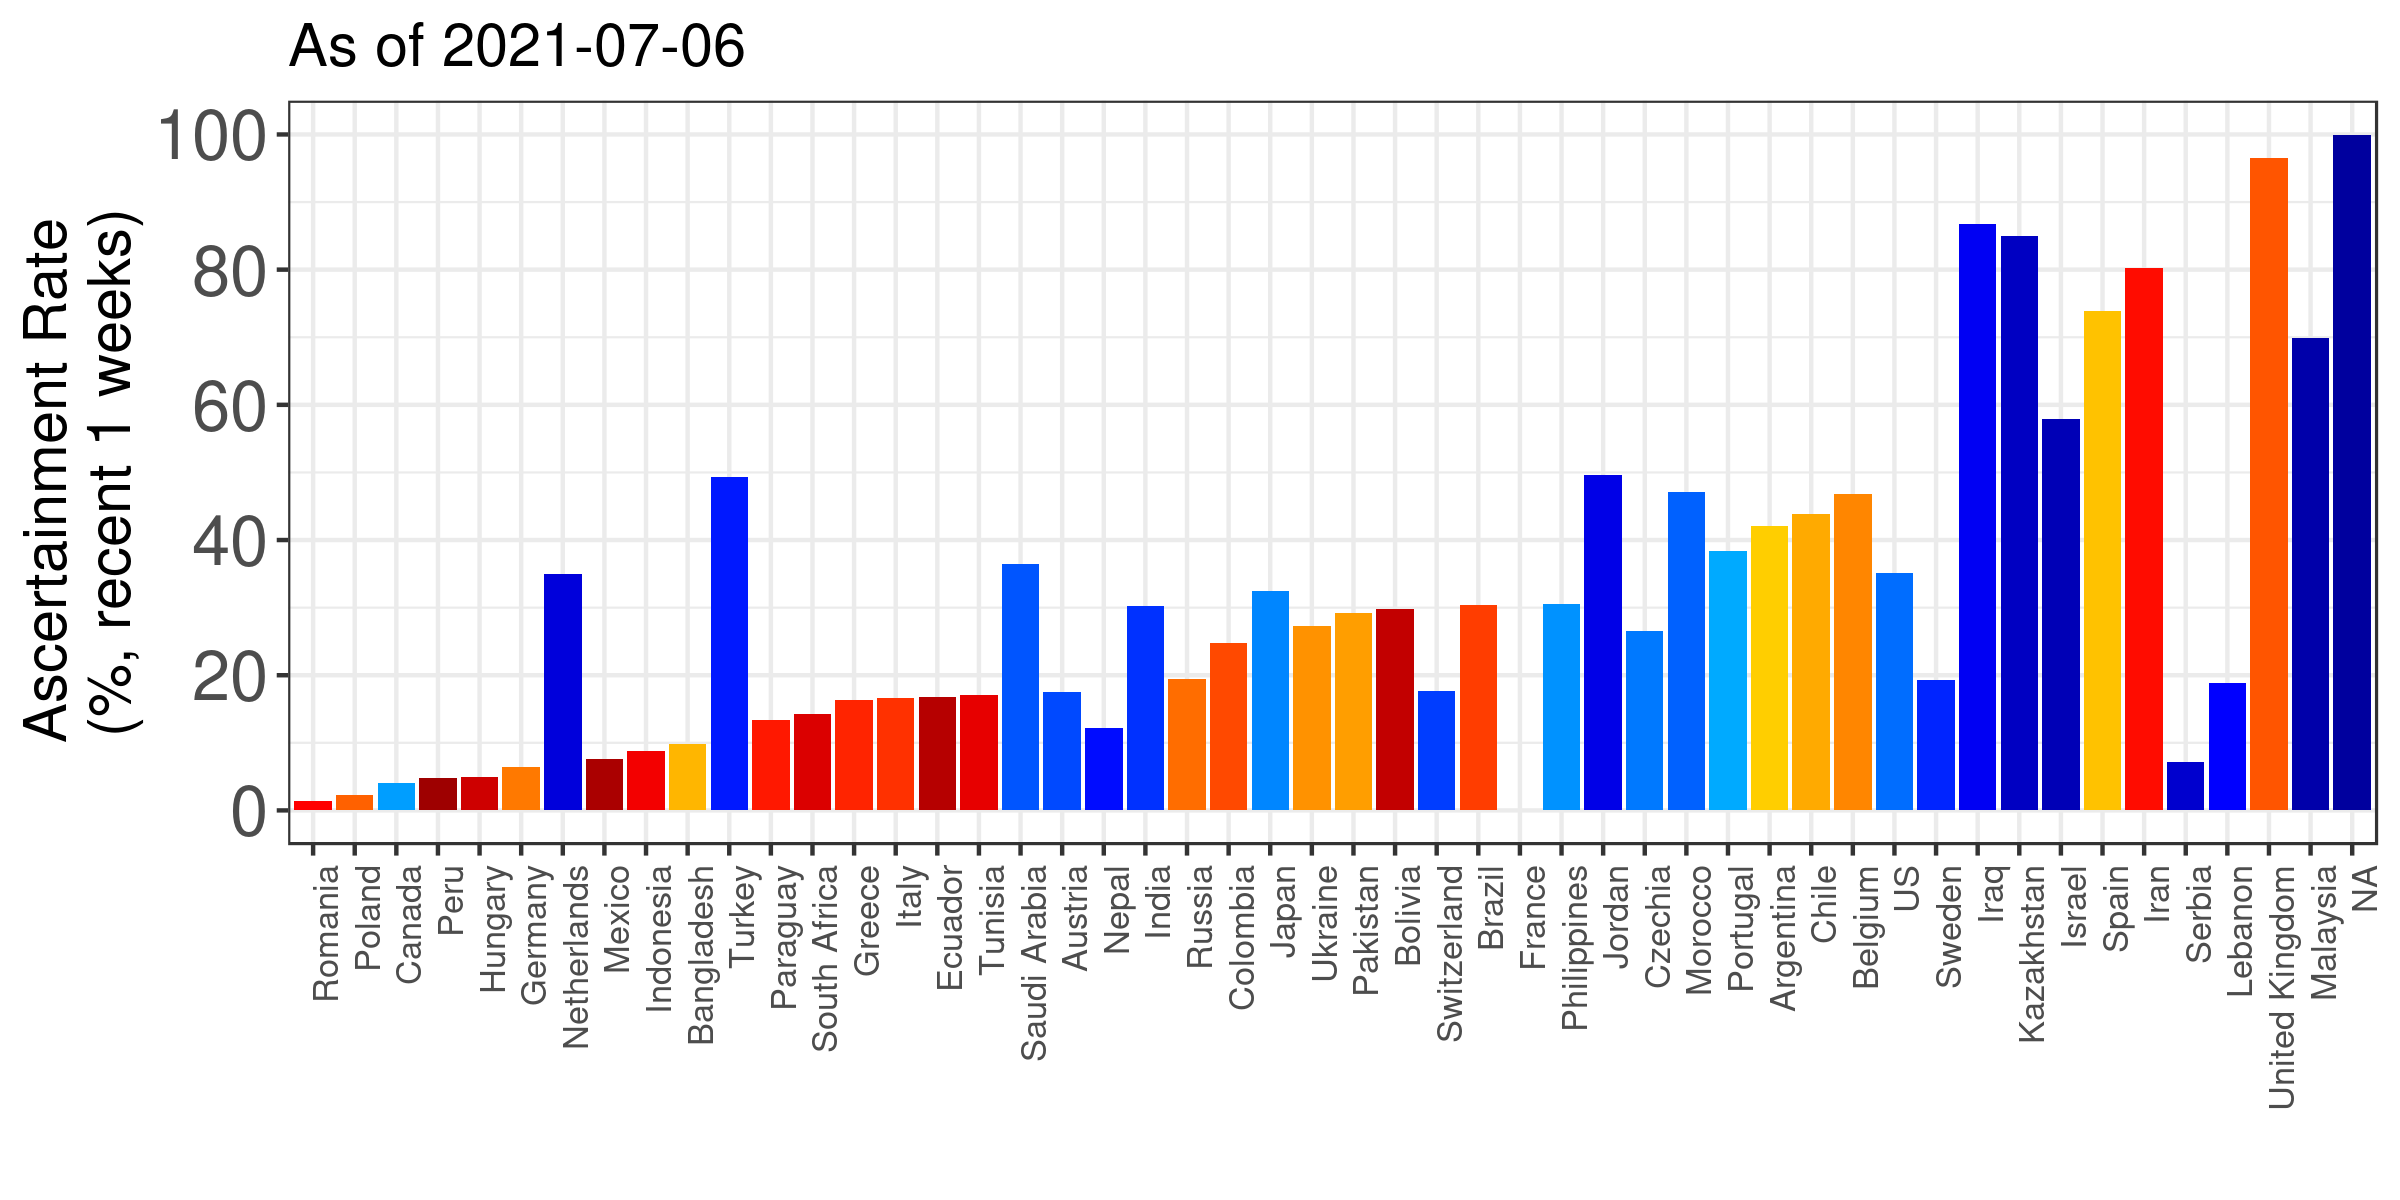 As of 2021-07-06
Ascertainment Rate
(%, recent 1 weeks)
100
80
60
40
20
0
Romania
Poland
Canada
Peru
Hungary
Germany
Netherlands
Mexico
Indonesia
Bangladesh
Turkey
Paraguay
South Africa
Greece
Italy
Ecuador
Tunisia
Saudi Arabia
Austria
Nepal
India
Russia
Colombia
Japan
Ukraine
Pakistan
Bolivia
Switzerland
Brazil
France
Philippines
Jordan
Czechia
Morocco
Portugal
Argentina
Chile
Belgium
US
Sweden
Iraq
Kazakhstan
Israel
Spain
Iran
Serbia
Lebanon
United Kingdom
Malaysia
NA